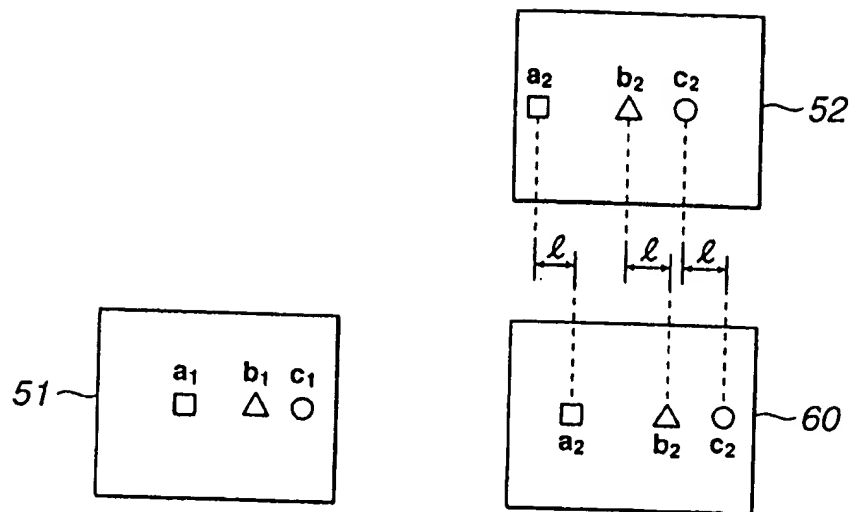 a₂ b₂ c₂
52
ℓ ℓ ℓ
51
a₁ b₁ c₁
60
a₂ b₂ c₂